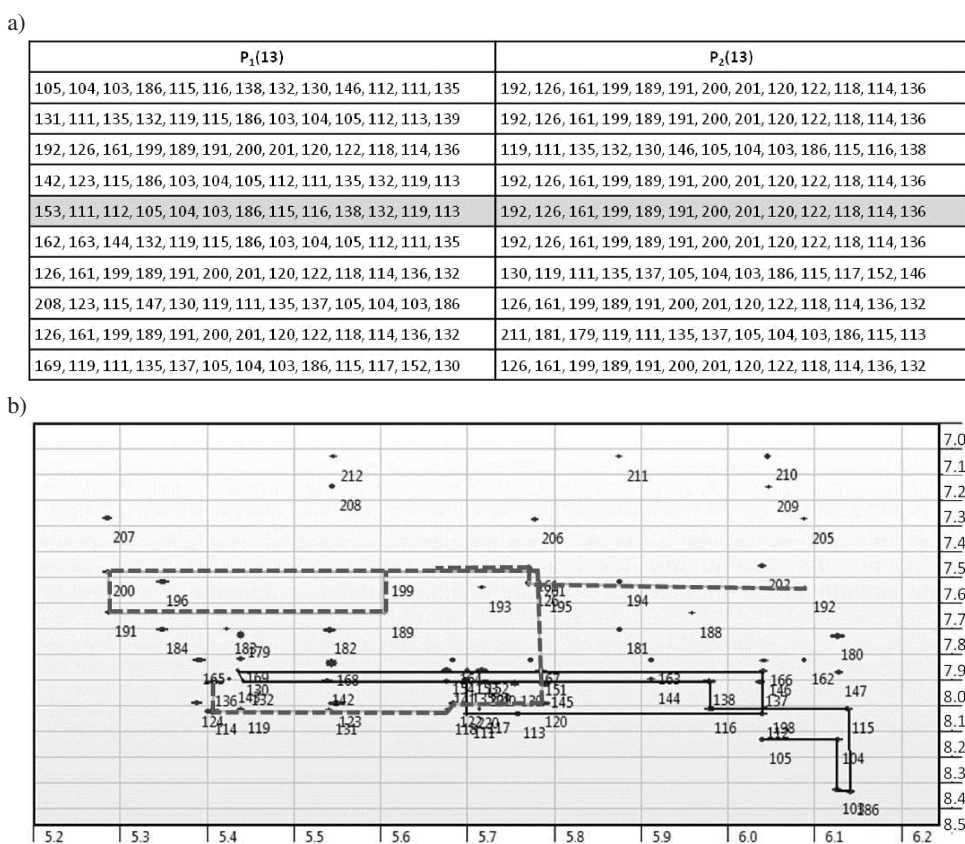 a)
P₁(13) P₂(13)
105, 104, 103, 186, 115, 116, 138, 132, 130, 146, 112, 111, 135 192, 126, 161, 199, 189, 191, 200, 201, 120, 122, 118, 114, 136
131, 111, 135, 132, 119, 115, 186, 103, 104, 105, 112, 113, 139 192, 126, 161, 199, 189, 191, 200, 201, 120, 122, 118, 114, 136
192, 126, 161, 199, 189, 191, 200, 201, 120, 122, 118, 114, 136 119, 111, 135, 132, 130, 146, 105, 104, 103, 186, 115, 116, 138
142, 123, 115, 186, 103, 104, 105, 112, 111, 135, 132, 119, 113 192, 126, 161, 199, 189, 191, 200, 201, 120, 122, 118, 114, 136
153, 111, 112, 105, 104, 103, 186, 115, 116, 138, 132, 119, 113 192, 126, 161, 199, 189, 191, 200, 201, 120, 122, 118, 114, 136
162, 163, 144, 132, 119, 115, 186, 103, 104, 105, 112, 111, 135 192, 126, 161, 199, 189, 191, 200, 201, 120, 122, 118, 114, 136
126, 161, 199, 189, 191, 200, 201, 120, 122, 118, 114, 136, 132 130, 119, 111, 135, 137, 105, 104, 103, 186, 115, 117, 152, 146
208, 123, 115, 147, 130, 119, 111, 135, 137, 105, 104, 103, 186 126, 161, 199, 189, 191, 200, 201, 120, 122, 118, 114, 136, 132
126, 161, 199, 189, 191, 200, 201, 120, 122, 118, 114, 136, 132 211, 181, 179, 119, 111, 135, 137, 105, 104, 103, 186, 115, 113
169, 119, 111, 135, 137, 105, 104, 103, 186, 115, 117, 152, 130 126, 161, 199, 189, 191, 200, 201, 120, 122, 118, 114, 136, 132
b)
7.0
7.1
212 211 210
7.2
208 209
7.3
207 206 205
7.4
7.5
200 196 199 193 195 194 202 192
7.6
191 189 188
7.7
184 182 181 180
179
7.8
165 169 168 163 166 162
130 151 146 147
7.9
136 132 142 145 144 138 137
8.0
124 123 122
114 119 131 118 111 113 120 116 112 115
8.1
105 104
8.2
8.3
186
8.4
8.5
5.2 5.3 5.4 5.5 5.6 5.7 5.8 5.9 6.0 6.1 6.2